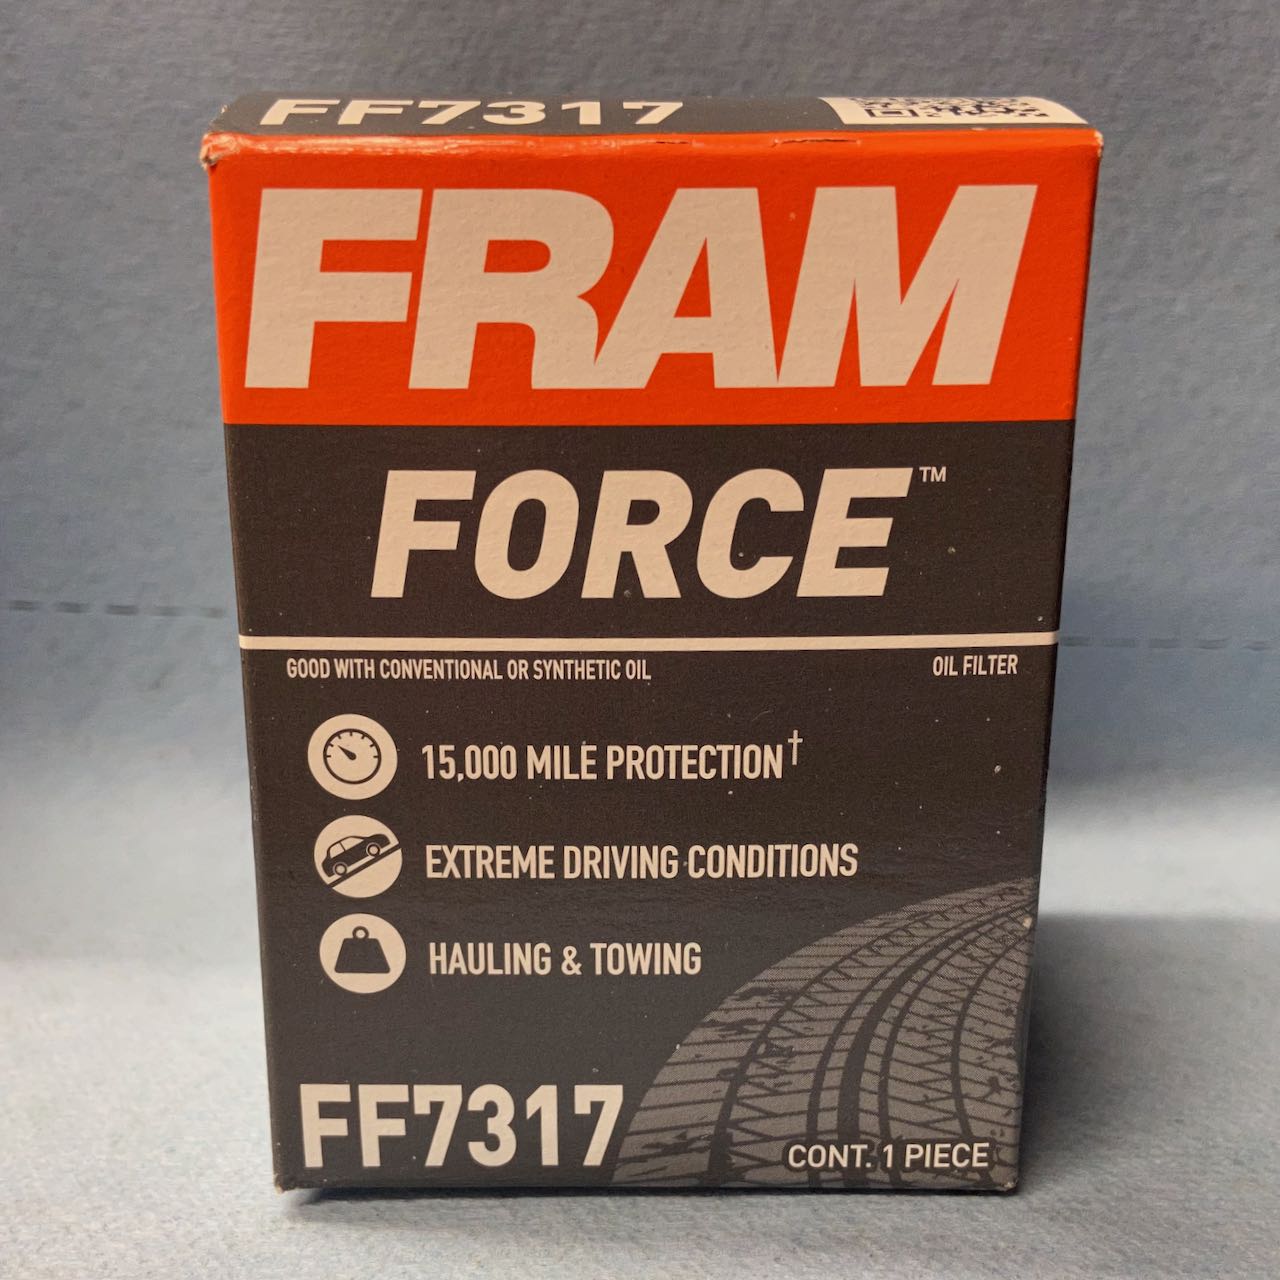 FF7317
FRAM
FORCE™
GOOD WITH CONVENTIONAL OR SYNTHETIC OIL
OIL FILTER
15,000 MILE PROTECTION†
EXTREME DRIVING CONDITIONS
HAULING & TOWING
FF7317
CONT. 1 PIECE